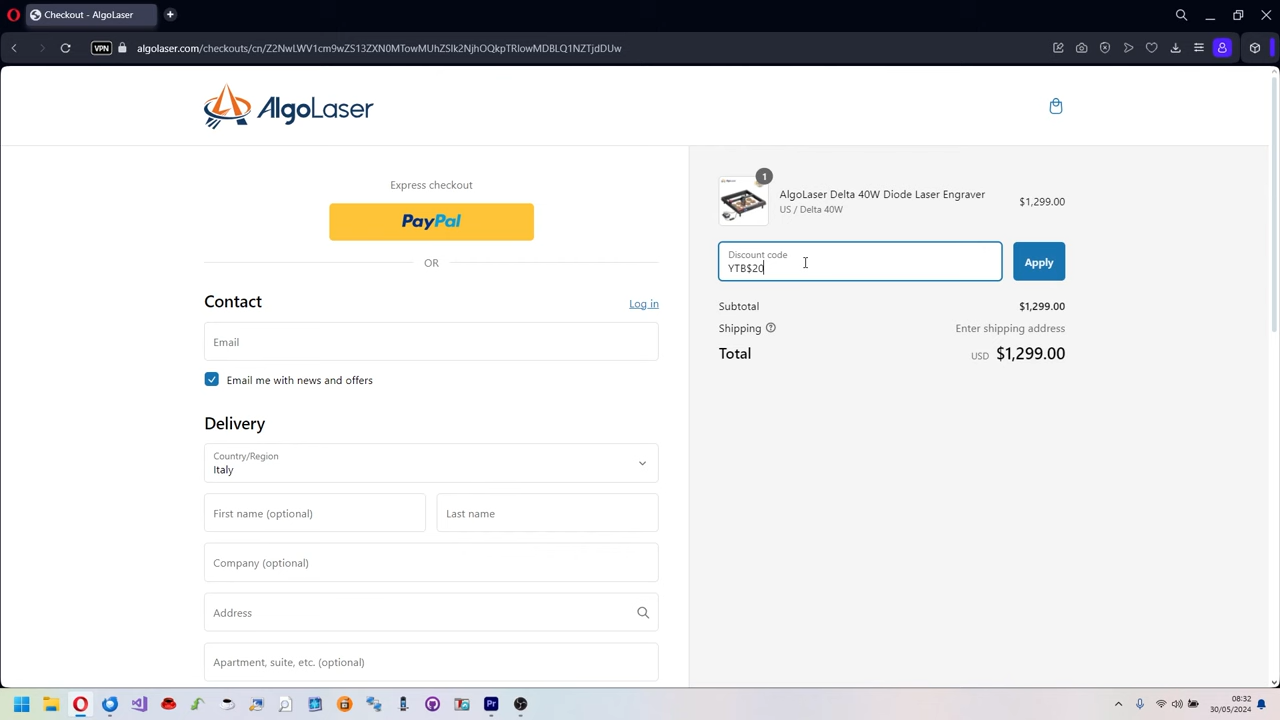 Checkout - AlgoLaser
VPN
algolaser.com/checkouts/cn/Z2NwLWV1cm9wZS13ZXN0MTowMUhZSlk2NjhOQkpTRlowMDBLQ1NZTjdDUw
AlgoLaser
Express checkout
PayPal
OR
Contact
Log in
Email
Email me with news and offers
Delivery
Country/Region
Italy
First name (optional)
Last name
Company (optional)
Address
Apartment, suite, etc. (optional)
1
AlgoLaser Delta 40W Diode Laser Engraver
US / Delta 40W
$1,299.00
Discount code
YTB$20
Apply
Subtotal
$1,299.00
Shipping
Enter shipping address
Total
USD $1,299.00
Pr
08:32
30/05/2024